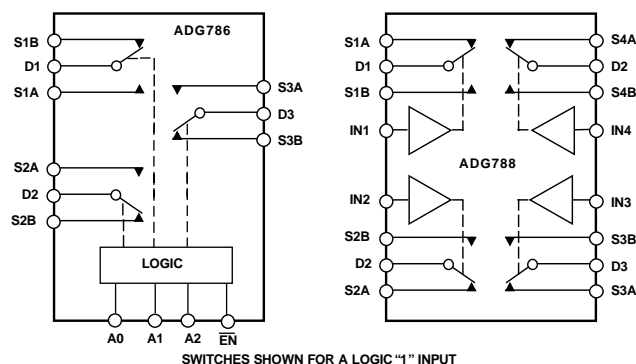 ADG786
S1B
D1
S1A
S3A
D3
S3B
S2A
D2
S2B
LOGIC
A0 A1 A2 EN
S1A
D1
S1B
IN1
S4A
D2
S4B
IN4
ADG788
IN2
S2B
D2
S2A
IN3
S3B
D3
S3A
SWITCHES SHOWN FOR A LOGIC “1” INPUT